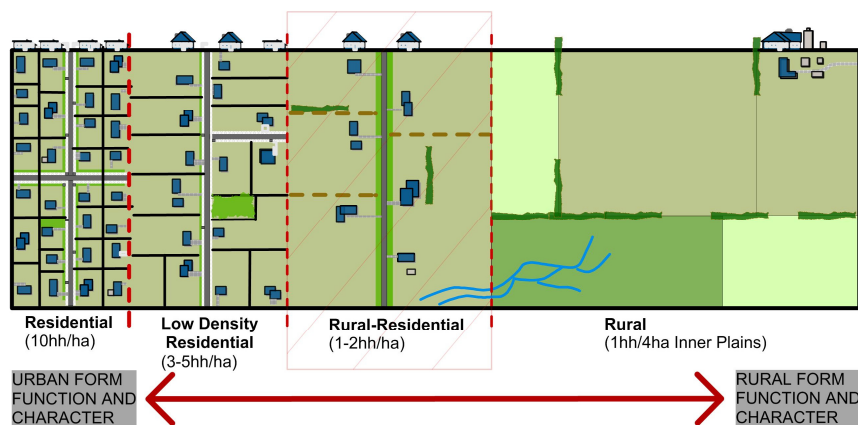 Residential
(10hh/ha)
Low Density
Residential
(3-5hh/ha)
Rural-Residential
(1-2hh/ha)
Rural
(1hh/4ha Inner Plains)
URBAN FORM
FUNCTION AND
CHARACTER
RURAL FORM
FUNCTION AND
CHARACTER